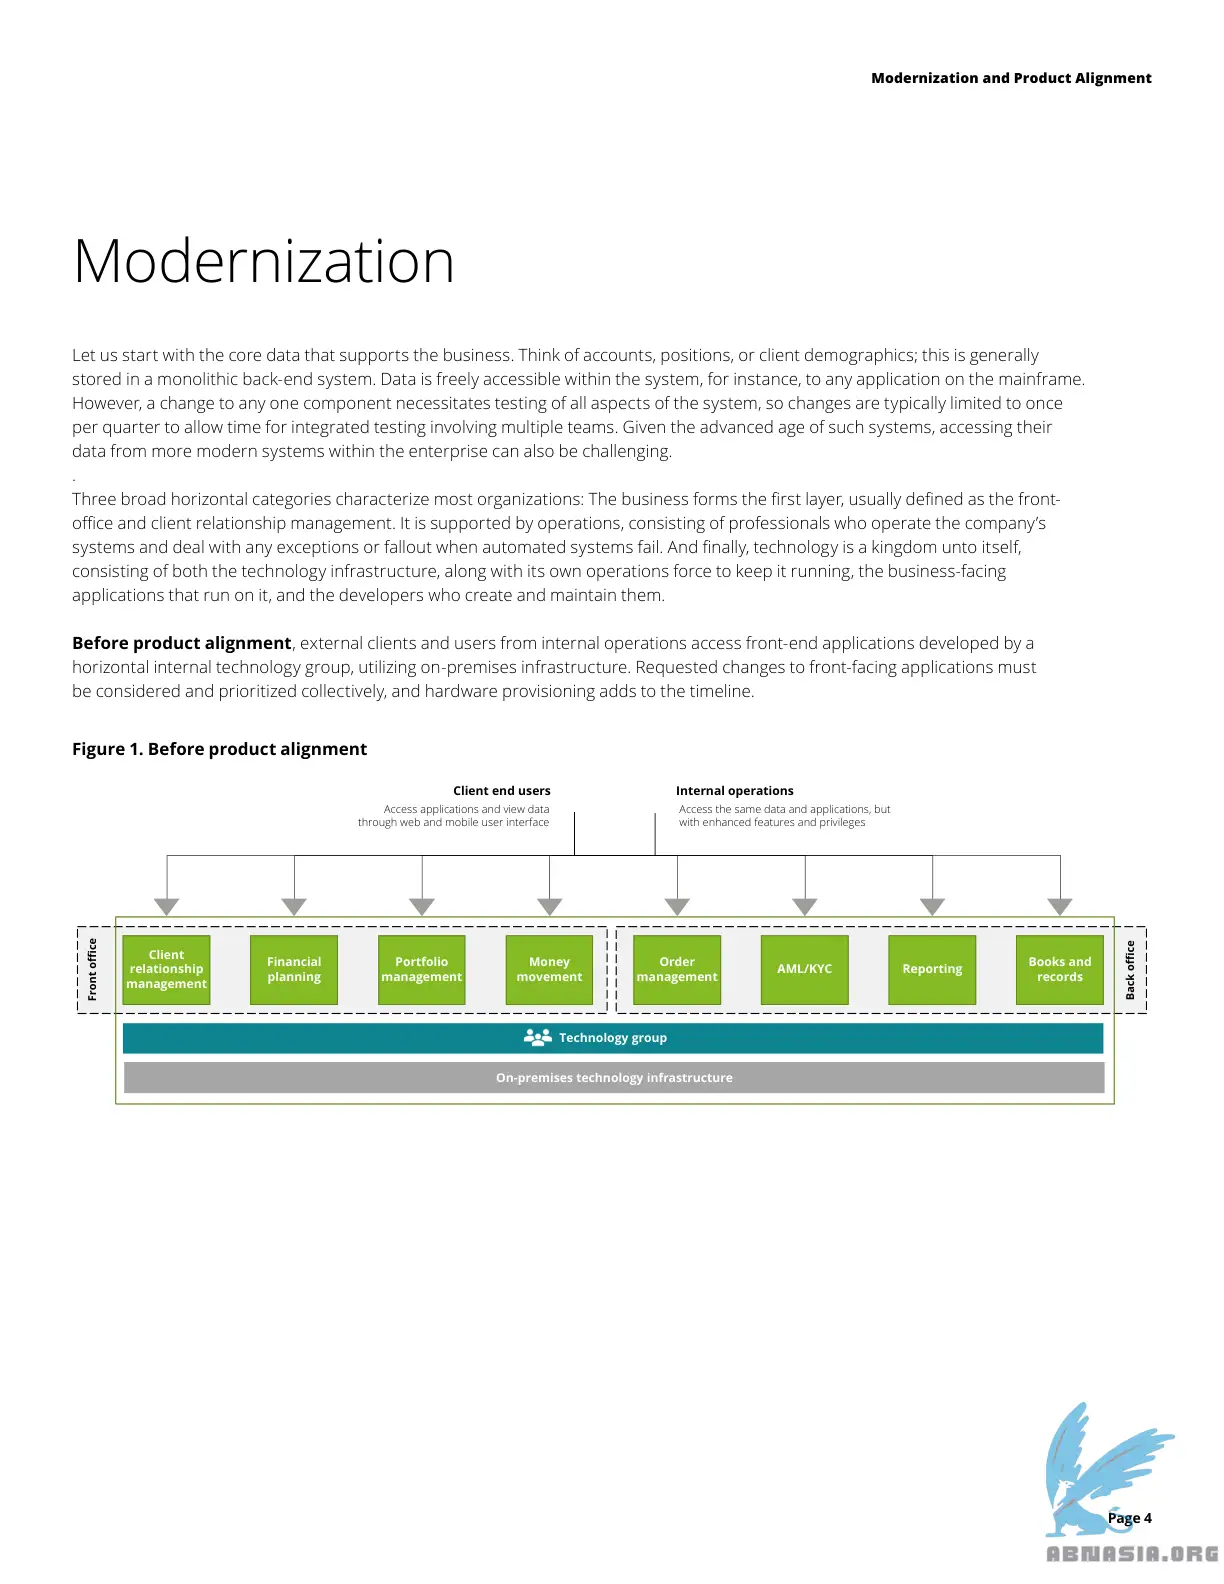 Modernization and Product Alignment
Modernization
Let us start with the core data that supports the business. Think of accounts, positions, or client demographics; this is generally
stored in a monolithic back-end system. Data is freely accessible within the system, for instance, to any application on the mainframe.
However, a change to any one component necessitates testing of all aspects of the system, so changes are typically limited to once
per quarter to allow time for integrated testing involving multiple teams. Given the advanced age of such systems, accessing their
data from more modern systems within the enterprise can also be challenging.
.
Three broad horizontal categories characterize most organizations: The business forms the first layer, usually defined as the front-
office and client relationship management. It is supported by operations, consisting of professionals who operate the company’s
systems and deal with any exceptions or fallout when automated systems fail. And finally, technology is a kingdom unto itself,
consisting of both the technology infrastructure, along with its own operations force to keep it running, the business-facing
applications that run on it, and the developers who create and maintain them.
Before product alignment, external clients and users from internal operations access front-end applications developed by a
horizontal internal technology group, utilizing on-premises infrastructure. Requested changes to front-facing applications must
be considered and prioritized collectively, and hardware provisioning adds to the timeline.
Figure 1. Before product alignment
Client end users
Access applications and view data
through web and mobile user interface
Internal operations
Access the same data and applications, but
with enhanced features and privileges
Front office
Client
relationship
management
Financial
planning
Portfolio
management
Money
movement
Order
management
AML/KYC
Reporting
Books and
records
Back office
Technology group
On-premises technology infrastructure
Page 4
ABNASIA.ORG